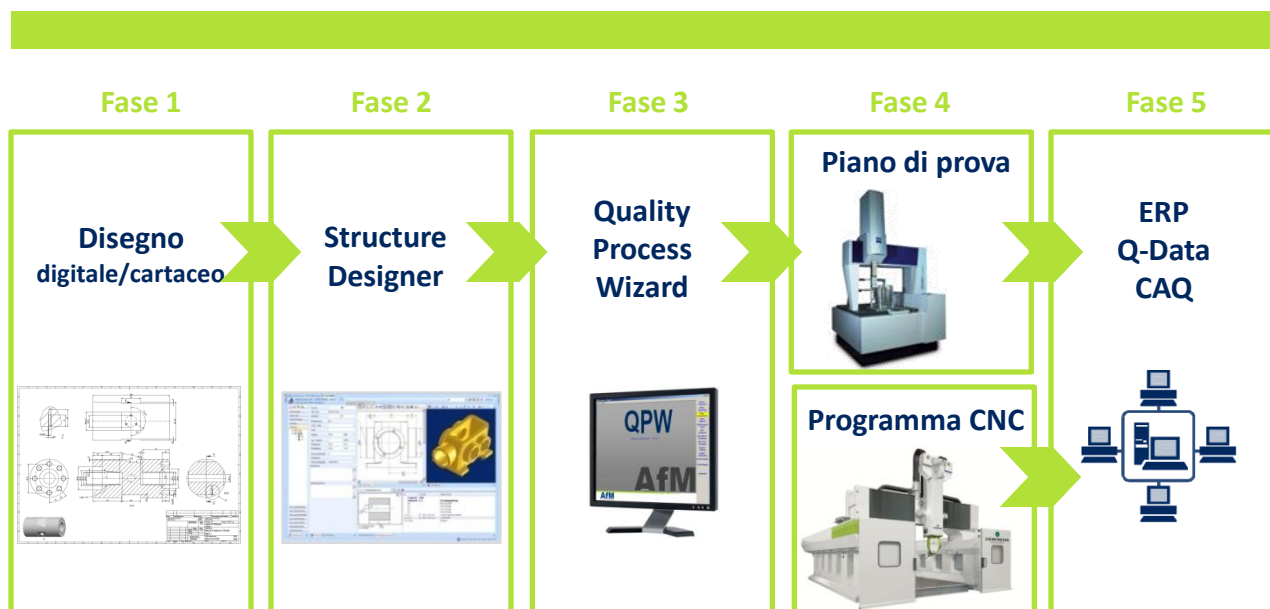 Fase 1
Fase 2
Fase 3
Fase 4
Fase 5
Disegno
digitale/cartaceo
Structure
Designer
Quality
Process
Wizard
Piano di prova
Programma CNC
ERP
Q-Data
CAQ
QPW
AfM
AfM